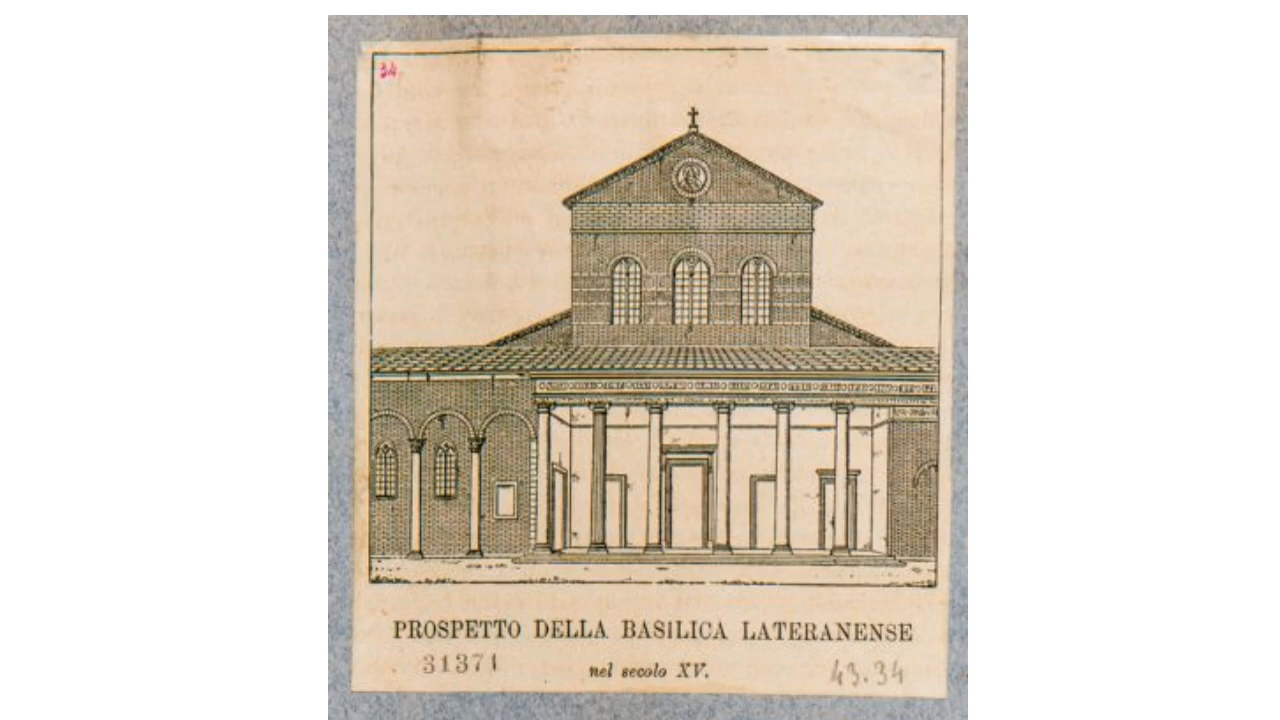 34
PROSPETTO DELLA BASILICA LATERANENSE
31371
nel secolo XV.
43.34